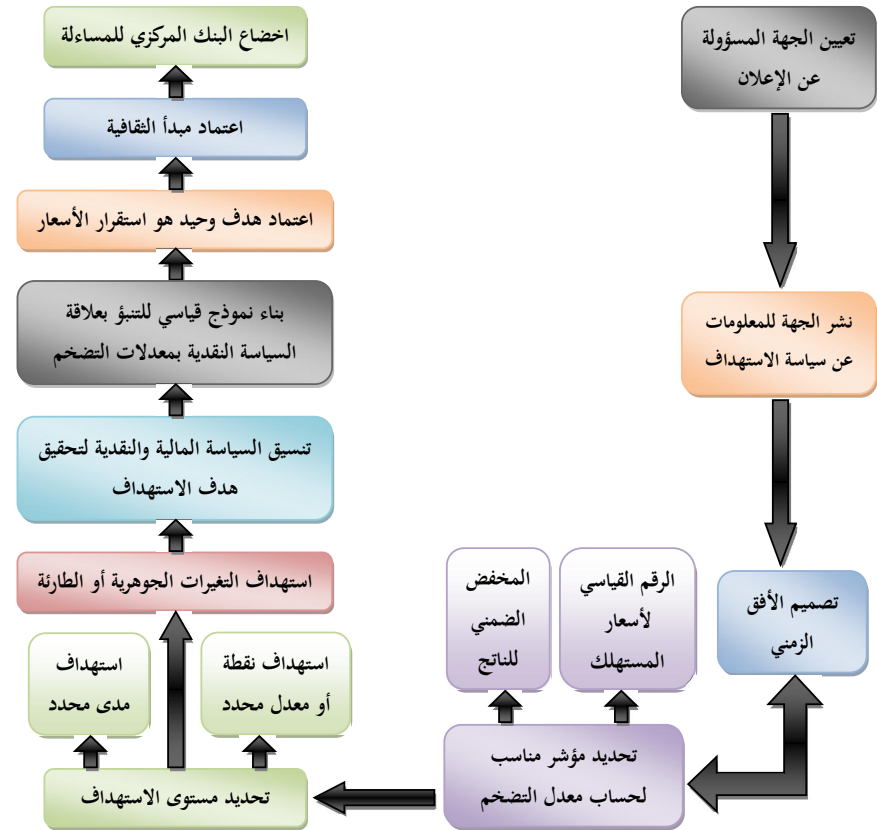 تعيين الجهة المسؤولة
عن الإعلان
نشر الجهة للمعلومات
عن سياسة الاستهداف
تصميم الأفق
الزمني
تحديد مؤشر مناسب
لحساب معدل التضخم
الرقم القياسي
لأسعار
المستهلك
المخفض
الضمني
للناتج
تحديد مستوى الاستهداف
استهداف نقطة
أو معدل محدد
استهداف
مدى محدد
استهداف التغيرات الجوهرية أو الطارئة
تنسيق السياسة المالية والنقدية لتحقيق
هدف الاستهداف
بناء نموذج قياسي للتنبؤ بعلاقة
السياسة النقدية بمعدلات التضخم
اعتماد هدف وحيد هو استقرار الأسعار
اعتماد مبدأ الثقافية
اخضاع البنك المركزي للمساءلة